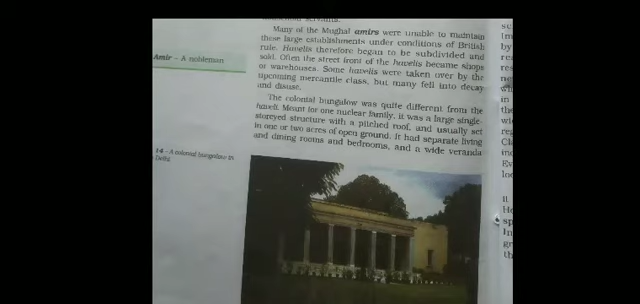 household servants.
Many of the Mughal amirs were unable to maintain
these large establishments under conditions of British
rule. Havelis therefore began to be subdivided and
sold. Often the street front of the havelis became shops
or warehouses. Some havelis were taken over by the
upcoming mercantile class, but many fell into decay
and disuse.
The colonial bungalow was quite different from the
haveli. Meant for one nuclear family, it was a large single-
storeyed structure with a pitched roof, and usually set
in one or two acres of open ground. It had separate living
and dining rooms and bedrooms, and a wide veranda
Amir – A nobleman
14 – A colonial bungalow in
Delhi